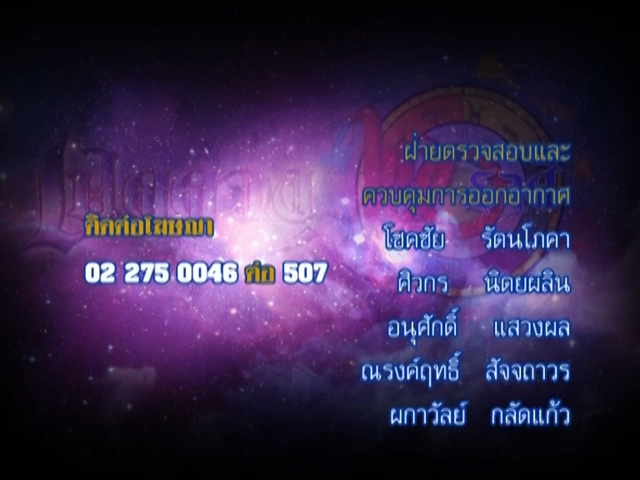 ติดต่อโฆษณา
02 275 0046 ต่อ 507
ฝ่ายตรวจสอบและ
ควบคุมการออกอากาศ
โชคชัย รัตนโภคา
ศิวกร นิตยผลิน
อนุศักดิ์ แสวงผล
ณรงค์ฤทธิ์ สัจจถาวร
ผกาวัลย์ กลัดแก้ว